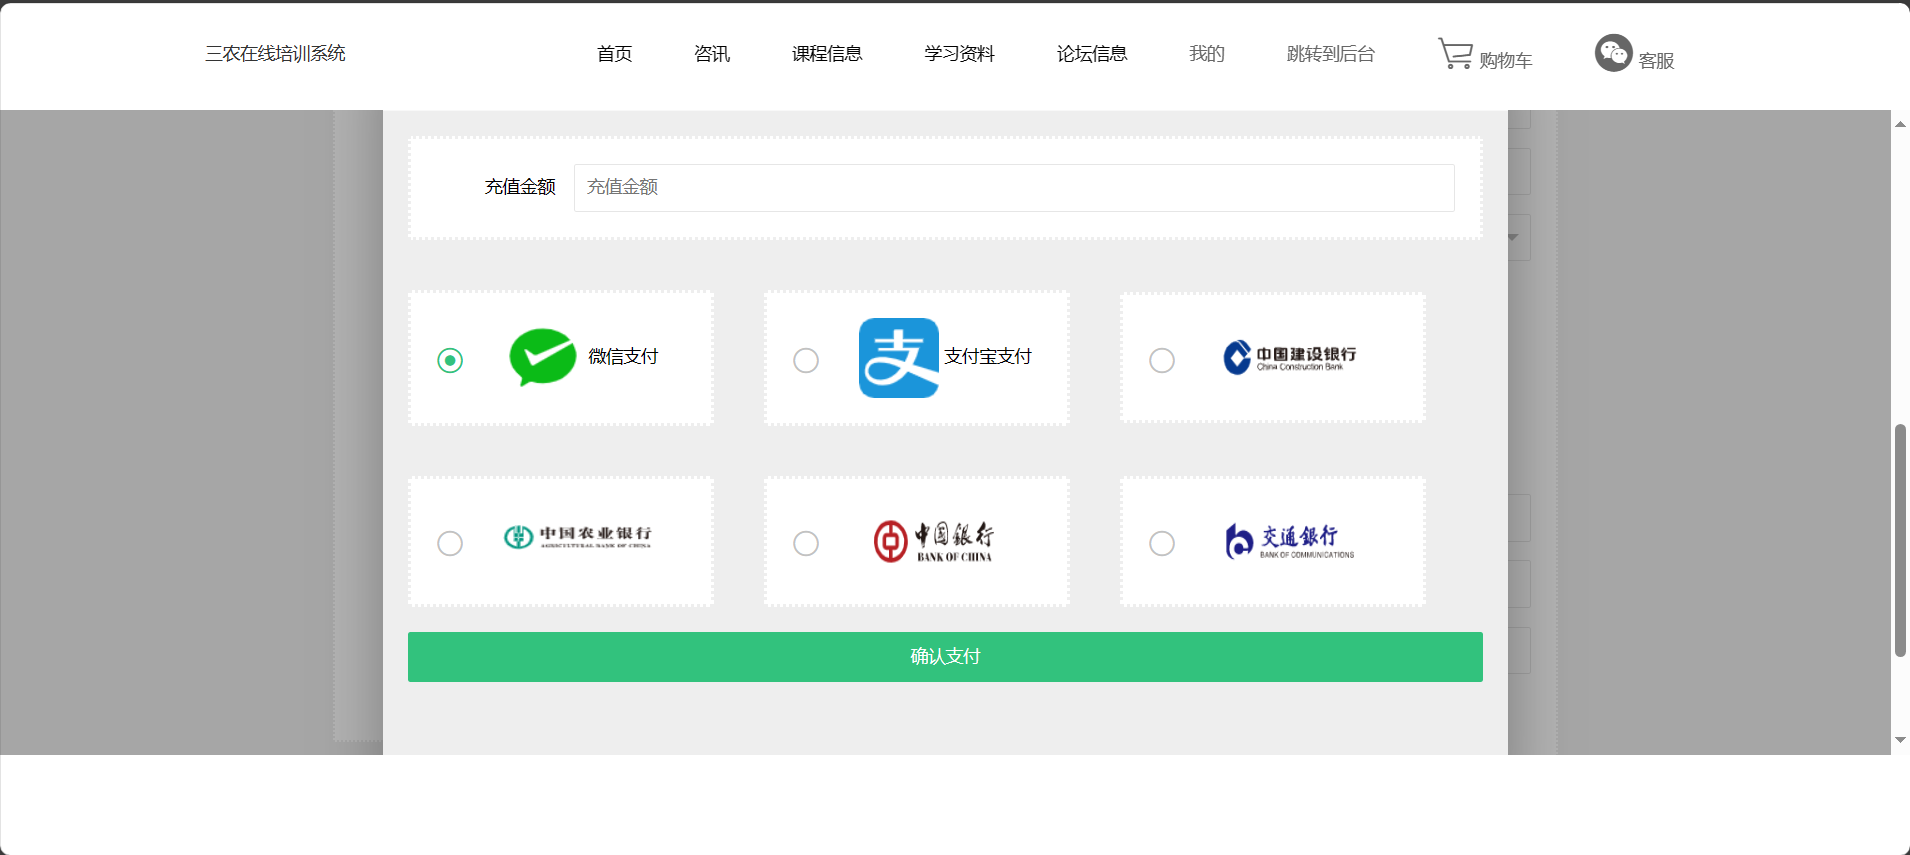 三农在线培训系统 首页 咨讯 课程信息 学习资料 论坛信息 我的 跳转到后台 购物车 客服
充值金额 充值金额
微信支付 支 支付宝支付 中国建设银行
China Construction Bank
中国农业银行 中国銀行 交通銀行
AGRICULTURAL BANK OF CHINA BANK OF CHINA BANK OF COMMUNICATIONS
确认支付